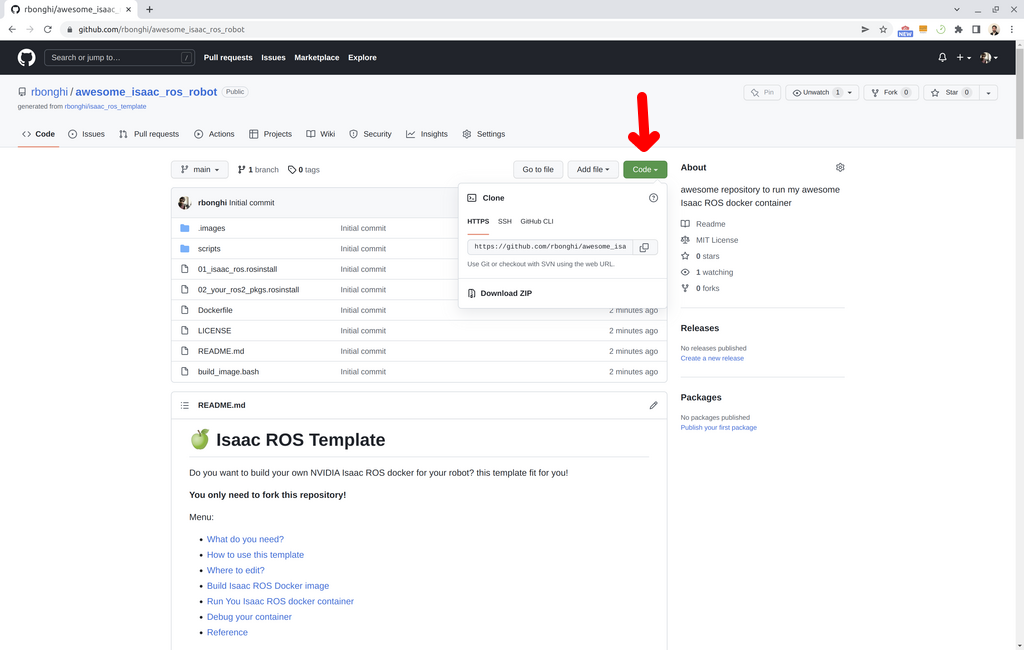 rbonghi/awesome_isaac_
github.com/rbonghi/awesome_isaac_ros_robot
NEW
Search or jump to…
/
Pull requests Issues Marketplace Explore
rbonghi / awesome_isaac_ros_robot Public
generated from rbonghi/isaac_ros_template
Pin
Unwatch 1
Fork 0
Star 0
Code Issues Pull requests Actions Projects Wiki Security Insights Settings
main
1 branch
0 tags
Go to file
Add file
Code
rbonghi Initial commit
.images Initial commit
scripts Initial commit
01_isaac_ros.rosinstall Initial commit
02_your_ros2_pkgs.rosinstall Initial commit
Dockerfile Initial commit 2 minutes ago
LICENSE Initial commit 2 minutes ago
README.md Initial commit 2 minutes ago
build_image.bash Initial commit 2 minutes ago
Clone
HTTPS SSH GitHub CLI
https://github.com/rbonghi/awesome_isa
Use Git or checkout with SVN using the web URL.
Download ZIP
README.md
Isaac ROS Template
Do you want to build your own NVIDIA Isaac ROS docker for your robot? this template fit for you!
You only need to fork this repository!
Menu:
• What do you need?
• How to use this template
• Where to edit?
• Build Isaac ROS Docker image
• Run You Isaac ROS docker container
• Debug your container
• Reference
About
awesome repository to run my awesome
Isaac ROS docker container
Readme
MIT License
0 stars
1 watching
0 forks
Releases
No releases published
Create a new release
Packages
No packages published
Publish your first package